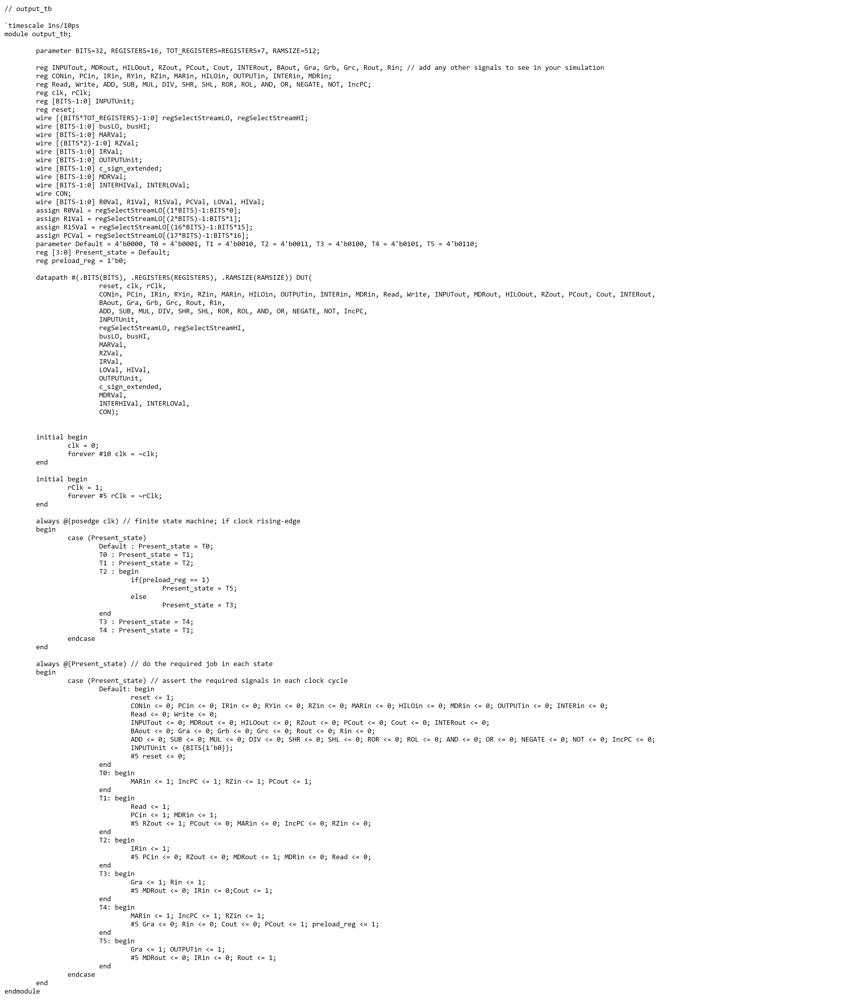 // output_tb

`timescale 1ns/10ps
module output_tb;

	parameter BITS=32, REGISTERS=16, TOT_REGISTERS=REGISTERS+7, RAMSIZE=512;

	reg INPUTout, MDRout, HILOout, RZout, PCout, Cout, INTERout, BAout, Gra, Grb, Grc, Rout, Rin; // add any other signals to see in your simulation
	reg CONin, PCin, IRin, RYin, RZin, MARin, HILOin, OUTPUTin, INTERin, MDRin;
	reg Read, Write, ADD, SUB, MUL, DIV, SHR, SHL, ROR, ROL, AND, OR, NEGATE, NOT, IncPC;
	reg clk, rClk;
	reg [BITS-1:0] INPUTUnit;
	reg reset;
	wire [(BITS*TOT_REGISTERS)-1:0] regSelectStreamLO, regSelectStreamHI;
	wire [BITS-1:0] busLO, busHI;
	wire [BITS-1:0] MARVal;
	wire [(BITS*2)-1:0] RZVal;
	wire [BITS-1:0] IRVal;
	wire [BITS-1:0] OUTPUTUnit;
	wire [BITS-1:0] c_sign_extended;
	wire [BITS-1:0] MDRVal;
	wire [BITS-1:0] INTERHIVal, INTERLOVal;
	wire CON;
	wire [BITS-1:0] R0Val, R1Val, R15Val, PCVal, LOVal, HIVal;
	assign R0Val = regSelectStreamLO[(1*BITS)-1:BITS*0];
	assign R1Val = regSelectStreamLO[(2*BITS)-1:BITS*1];
	assign R15Val = regSelectStreamLO[(16*BITS)-1:BITS*15];
	assign PCVal = regSelectStreamLO[(17*BITS)-1:BITS*16];
	parameter Default = 4'b0000, T0 = 4'b0001, T1 = 4'b0010, T2 = 4'b0011, T3 = 4'b0100, T4 = 4'b0101, T5 = 4'b0110;
	reg [3:0] Present_state = Default;
	reg preload_reg = 1'b0;

	datapath #(.BITS(BITS), .REGISTERS(REGISTERS), .RAMSIZE(RAMSIZE)) DUT(
			reset, clk, rClk,
			CONin, PCin, IRin, RYin, RZin, MARin, HILOin, OUTPUTin, INTERin, MDRin, Read, Write, INPUTout, MDRout, HILOout, RZout, PCout, Cout, INTERout,
			BAout, Gra, Grb, Grc, Rout, Rin,
			ADD, SUB, MUL, DIV, SHR, SHL, ROR, ROL, AND, OR, NEGATE, NOT, IncPC,
			INPUTUnit,
			regSelectStreamLO, regSelectStreamHI,
			busLO, busHI,
			MARVal,
			RZVal,
			IRVal,
			LOVal, HIVal,
			OUTPUTUnit,
			c_sign_extended,
			MDRVal,
			INTERHIVal, INTERLOVal,
			CON);


	initial begin
		clk = 0;
		forever #10 clk = ~clk;
	end

	initial begin
		rClk = 1;
		forever #5 rClk = ~rClk;
	end

	always @(posedge clk) // finite state machine; if clock rising-edge
	begin
		case (Present_state)
			Default : Present_state = T0;
			T0 : Present_state = T1;
			T1 : Present_state = T2;
			T2 : begin
				if(preload_reg == 1)
					Present_state = T5;
				else
					Present_state = T3;
			end
			T3 : Present_state = T4;
			T4 : Present_state = T1;
		endcase
	end

	always @(Present_state) // do the required job in each state
	begin
		case (Present_state) // assert the required signals in each clock cycle
			Default: begin
				reset <= 1;
				CONin <= 0; PCin <= 0; IRin <= 0; RYin <= 0; RZin <= 0; MARin <= 0; HILOin <= 0; MDRin <= 0; OUTPUTin <= 0; INTERin <= 0;
				Read <= 0; Write <= 0;
				INPUTout <= 0; MDRout <= 0; HILOout <= 0; RZout <= 0; PCout <= 0; Cout <= 0; INTERout <= 0;
				BAout <= 0; Gra <= 0; Grb <= 0; Grc <= 0; Rout <= 0; Rin <= 0;
				ADD <= 0; SUB <= 0; MUL <= 0; DIV <= 0; SHR <= 0; SHL <= 0; ROR <= 0; ROL <= 0; AND <= 0; OR <= 0; NEGATE <= 0; NOT <= 0; IncPC <= 0;
				INPUTUnit <= {BITS{1'b0}};
				#5 reset <= 0;
			end
			T0: begin
				MARin <= 1; IncPC <= 1; RZin <= 1; PCout <= 1;
			end
			T1: begin
				Read <= 1;
				PCin <= 1; MDRin <= 1;
				#5 RZout <= 1; PCout <= 0; MARin <= 0; IncPC <= 0; RZin <= 0;
			end
			T2: begin
				IRin <= 1;
				#5 PCin <= 0; RZout <= 0; MDRout <= 1; MDRin <= 0; Read <= 0;
			end
			T3: begin
				Gra <= 1; Rin <= 1;
				#5 MDRout <= 0; IRin <= 0;Cout <= 1;
			end
			T4: begin
				MARin <= 1; IncPC <= 1; RZin <= 1;
				#5 Gra <= 0; Rin <= 0; Cout <= 0; PCout <= 1; preload_reg <= 1;
			end
			T5: begin
				Gra <= 1; OUTPUTin <= 1;
				#5 MDRout <= 0; IRin <= 0; Rout <= 1;
			end
		endcase
	end
endmodule